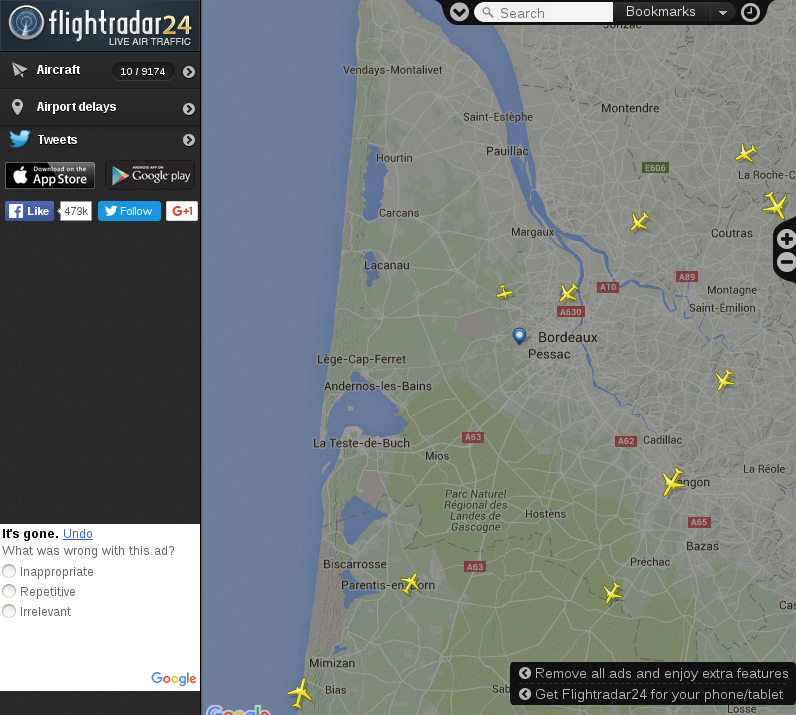 flightradar24
LIVE AIR TRAFFIC
Aircraft
10 / 9174
Airport delays
Tweets
Download on the
App Store
ANDROID APP ON
Google play
Like
473k
Follow
G+1
It's gone. Undo
What was wrong with this ad?
Inappropriate
Repetitive
Irrelevant
Google
Search
Bookmarks
Jonzac
Vendays-Montalivet
Montendre
Saint-Estèphe
Pauillac
Hourtin
E606
La Roche-C
Carcans
Margaux
Coutras
Lacanau
A89
A10
Montagne
Saint-Émilion
A630
Bordeaux
Pessac
Lège-Cap-Ferret
Andernos-les-Bains
A63
A62
Cadillac
La Teste-de-Buch
Mios
La Réole
angon
Parc Naturel
Régional des
Landes de
Gascogne
Hostens
A65
Bazas
Biscarrosse
A63
Préchac
Parentis-en-Born
Mimizan
Bias
Sab
Remove all ads and enjoy extra features
Get Flightradar24 for your phone/tablet
Losse
Google